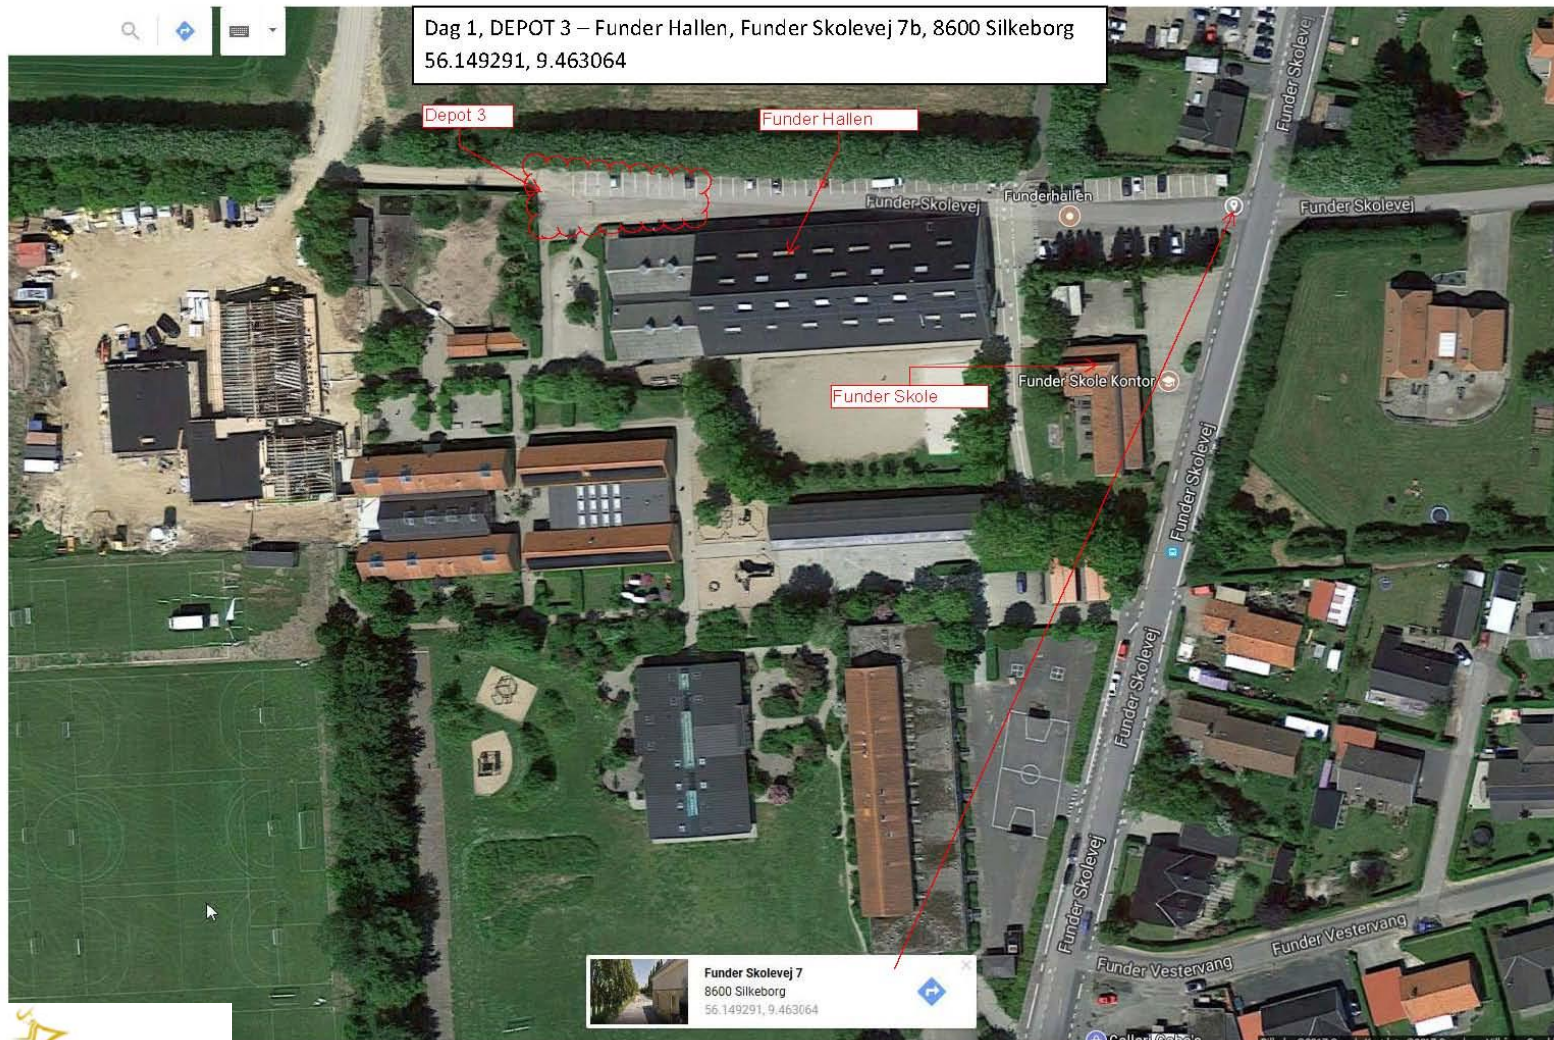 Dag 1, DEPOT 3 – Funder Hallen, Funder Skolevej 7b, 8600 Silkeborg
56.149291, 9.463064
Funder Skolevej
Depot 3
Funder Hallen
Funderhallen
Funder Skolevej
Funder Skolevej
Funder Skole Kontor
Funder Skole
Funder Skolevej
Funder Skolevej
Funder Skolevej
Funder Vestervang
Funder Vestervang
Funder Skolevej 7
8600 Silkeborg
56.149291, 9.463064